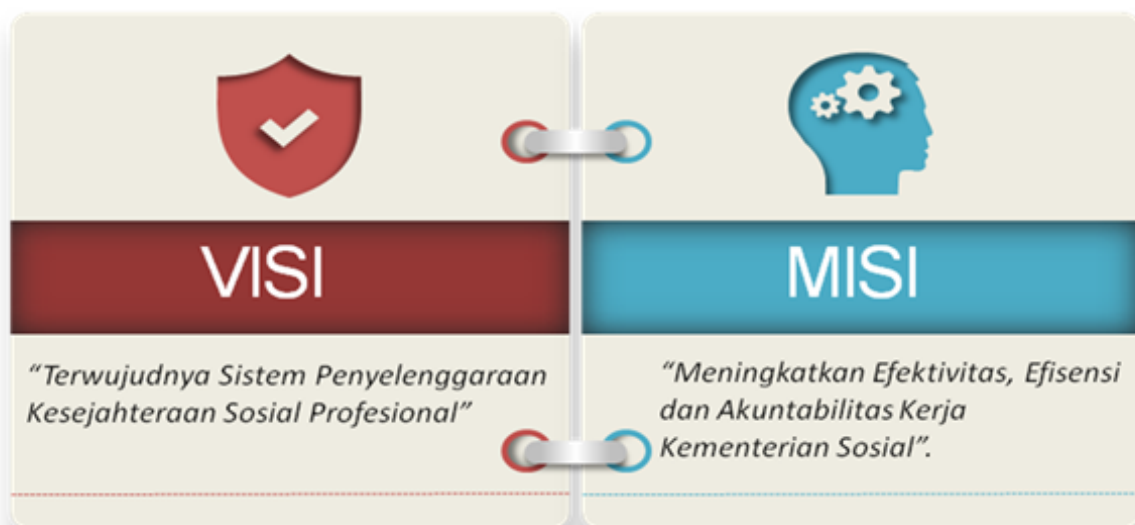 VISI
“Terwujudnya Sistem Penyelenggaraan
Kesejahteraan Sosial Profesional”
MISI
“Meningkatkan Efektivitas, Efisensi
dan Akuntabilitas Kerja
Kementerian Sosial”.